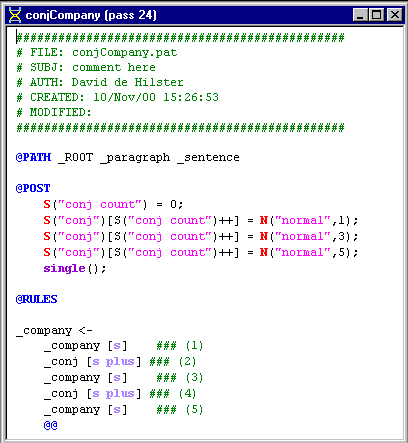 conjCompany (pass 24)
################################################
# FILE: conjCompany.pat
# SUBJ: comment here
# AUTH: David de Hilster
# CREATED: 10/Nov/00 15:26:53
# MODIFIED:
################################################
@PATH _ROOT _paragraph _sentence
@POST
S("conj count") = 0;
S("conj")[S("conj count")++] = N("normal",1);
S("conj")[S("conj count")++] = N("normal",3);
S("conj")[S("conj count")++] = N("normal",5);
single();
@RULES
_company <-
_company [s] ### (1)
_conj [s plus] ### (2)
_company [s] ### (3)
_conj [s plus] ### (4)
_company [s] ### (5)
@@